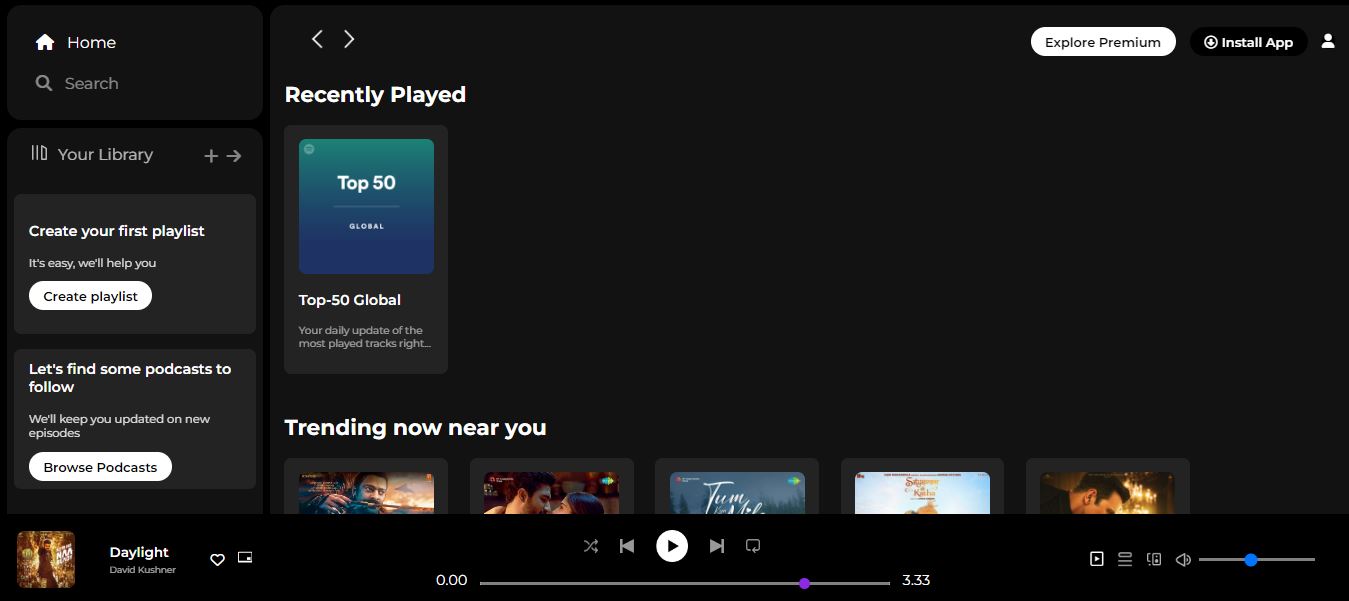 Home
Search
Your Library
Create your first playlist
It's easy, we'll help you
Create playlist
Let's find some podcasts to
follow
We'll keep you updated on new
episodes
Browse Podcasts
Explore Premium
Install App
Recently Played
Top 50
GLOBAL
Top-50 Global
Your daily update of the
most played tracks right...
Trending now near you
Tum
Satyaprem
Ki
Katha
Daylight
David Kushner
0.00
3.33